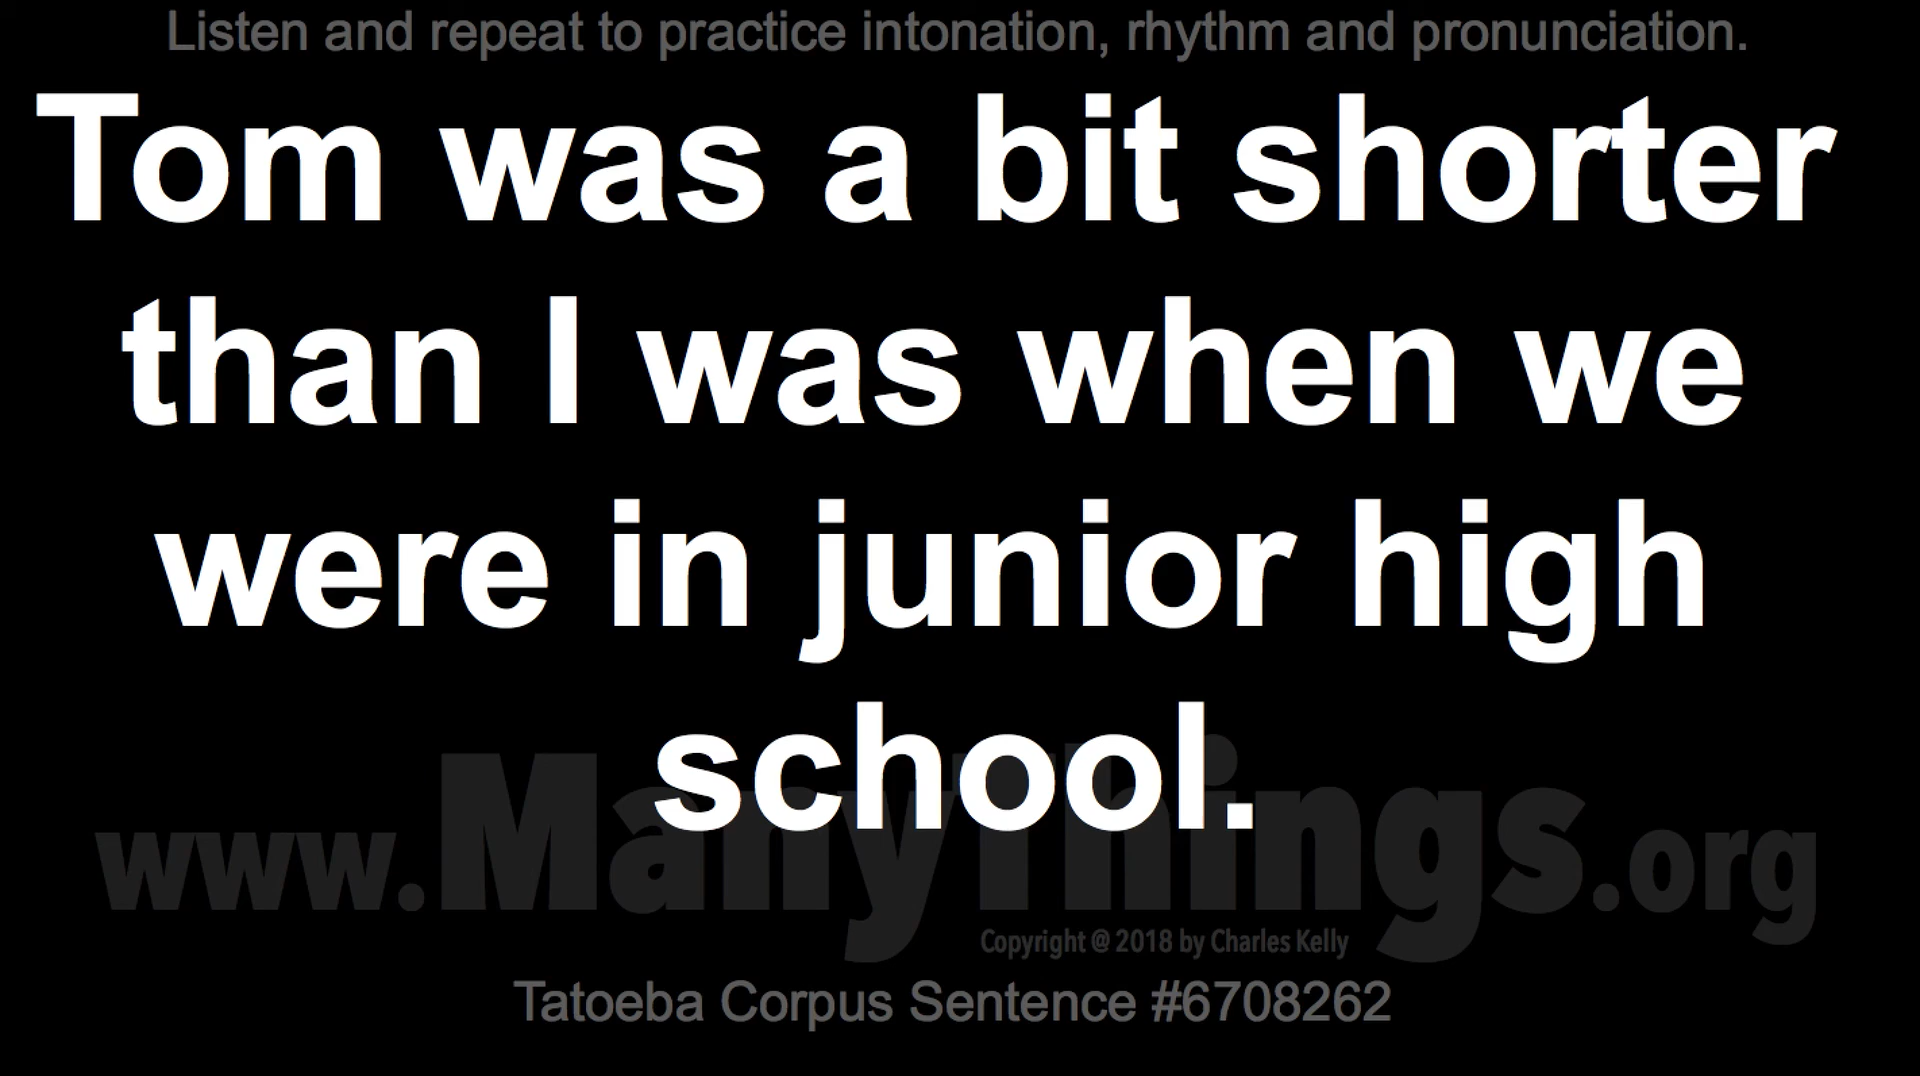 Listen and repeat to practice intonation, rhythm and pronunciation.
Tom was a bit shorter
than I was when we
were in junior high
school.
www.ManyThings.org
Copyright @ 2018 by Charles Kelly
Tatoeba Corpus Sentence #6708262